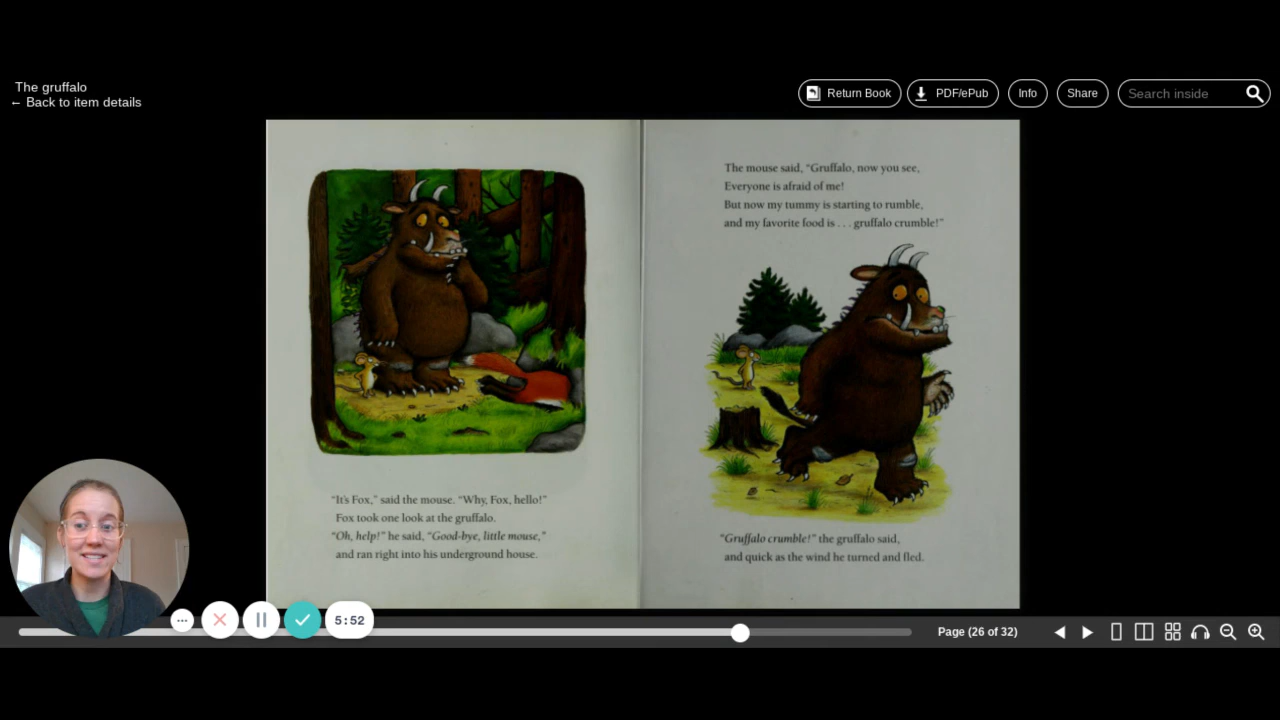 The gruffalo
← Back to item details
Return Book
PDF/ePub
Info
Share
Search inside
The mouse said, “Gruffalo, now you see,
Everyone is afraid of me!
But now my tummy is starting to rumble,
and my favorite food is . . . gruffalo crumble!”
“It’s Fox,” said the mouse. “Why, Fox, hello!”
Fox took one look at the gruffalo.
“Oh, help!” he said, “Good-bye, little mouse,”
and ran right into his underground house.
“Gruffalo crumble!” the gruffalo said,
and quick as the wind he turned and fled.
5:52
Page (26 of 32)